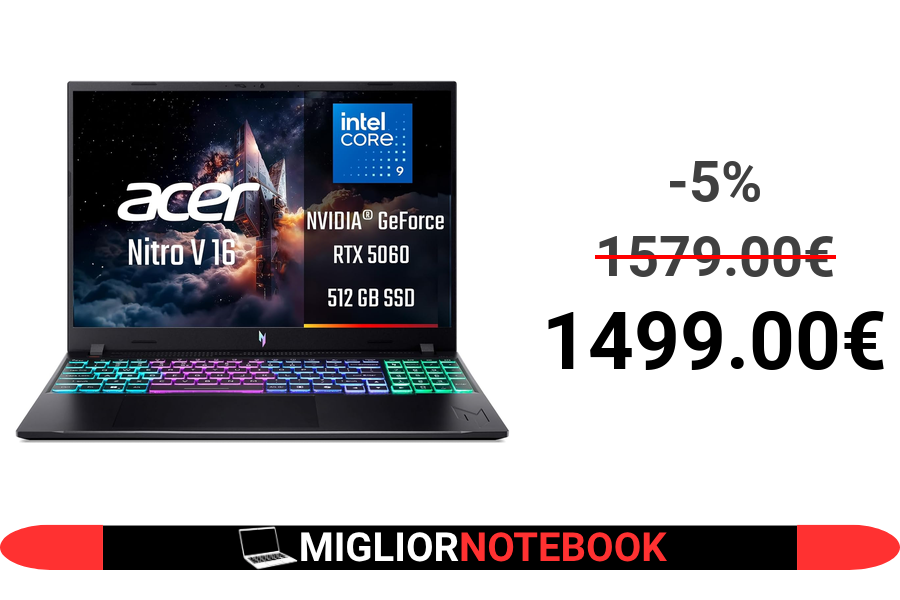 intel
CORE
9
acer
Nitro V 16
NVIDIA® GeForce
RTX 5060
512 GB SSD
-5%
1579.00€
1499.00€
MIGLIORNOTEBOOK